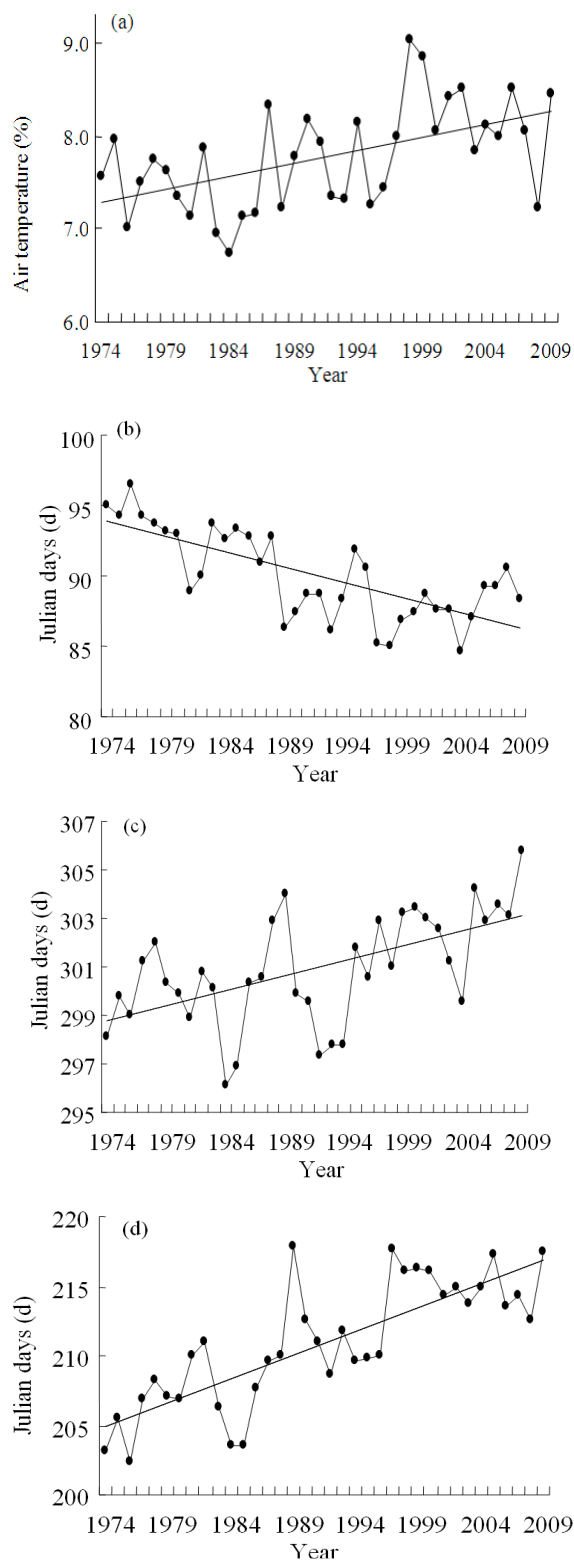 (a)
9.0
8.0
7.0
6.0
Air temperature (%)
1974 1979 1984 1989 1994 1999 2004 2009
Year
(b)
100
95
90
85
80
Julian days (d)
1974 1979 1984 1989 1994 1999 2004 2009
Year
(c)
307
305
303
301
299
297
295
Julian days (d)
1974 1979 1984 1989 1994 1999 2004 2009
Year
(d)
220
215
210
205
200
Julian days (d)
1974 1979 1984 1989 1994 1999 2004 2009
Year